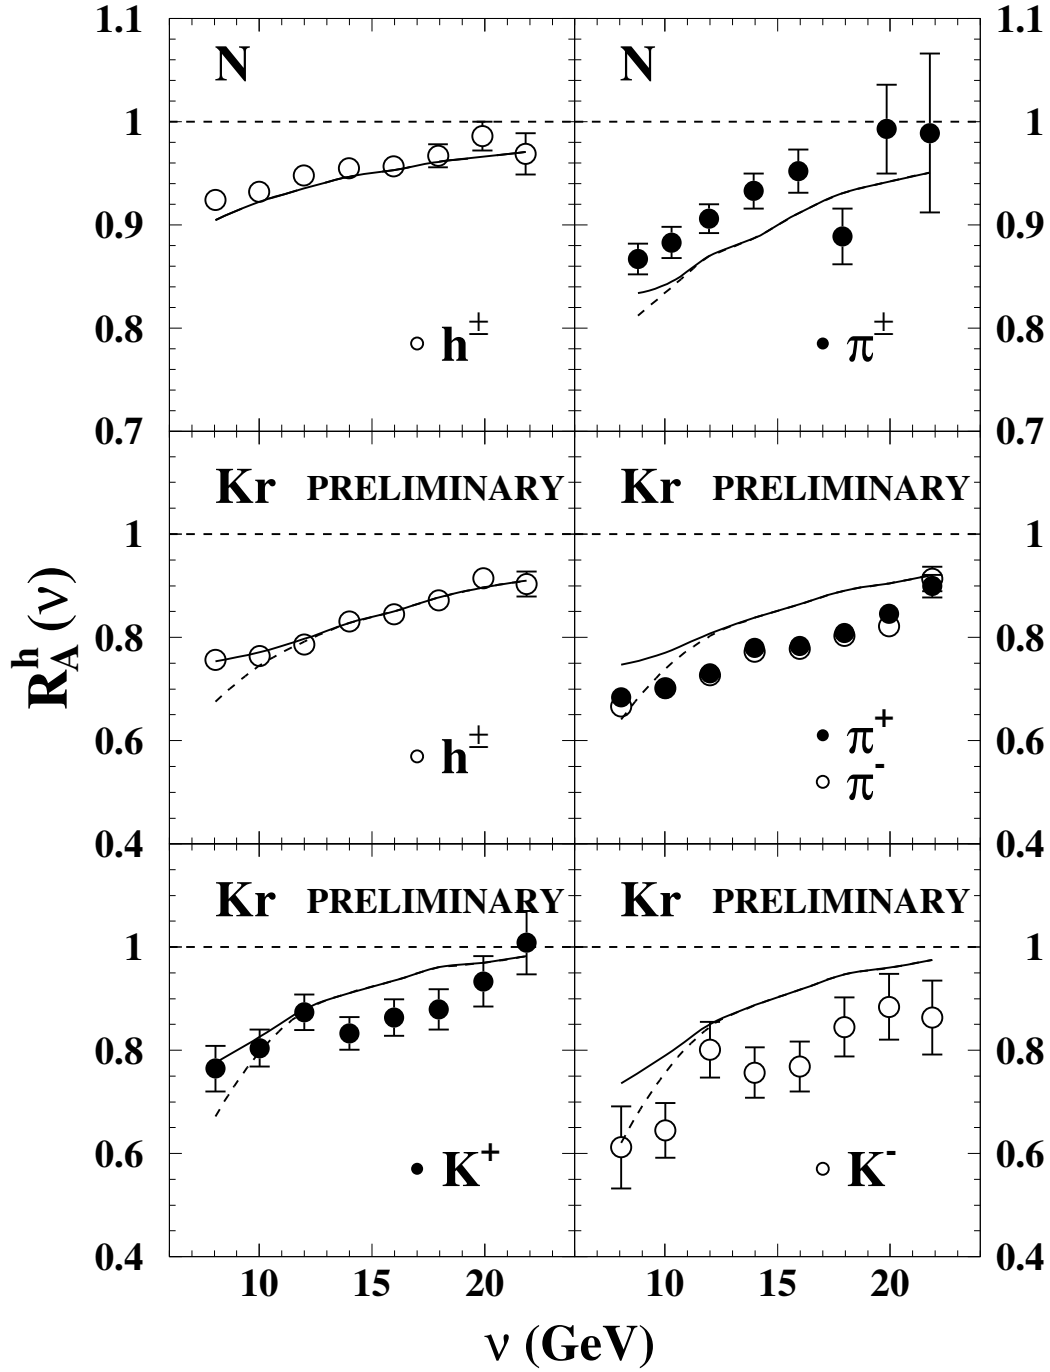 1.1 1.1
N N
1 1
0.9 0.9
0.8 0.8
h± π±
0.7 0.7
Kr PRELIMINARY Kr PRELIMINARY
1 1
0.8 0.8
π+
0.6 0.6
h± π-
0.4 0.4
Kr PRELIMINARY Kr PRELIMINARY
1 1
0.8 0.8
0.6 0.6
K+ K-
0.4 0.4
10 15 20 10 15 20
R_A^h (ν)
ν (GeV)